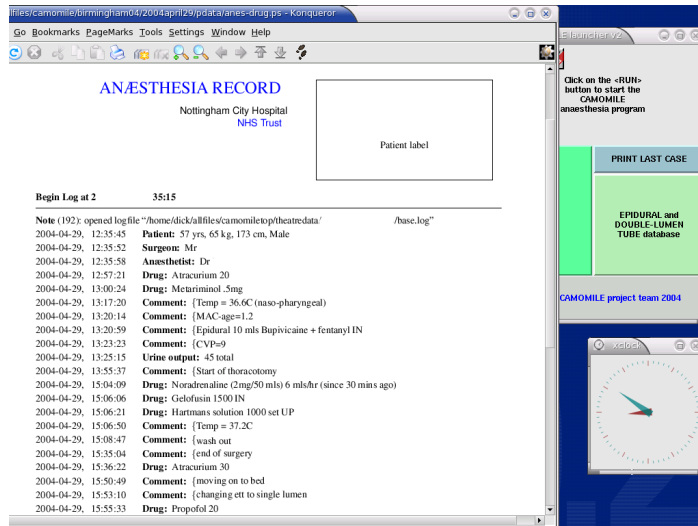 llfiles/camomile/birmingham04/2004april29/pdata/anes-drug.ps - Konqueror
Go Bookmarks PageMarks Tools Settings Window Help
ANÆSTHESIA RECORD
Nottingham City Hospital
NHS Trust
Patient label
Begin Log at 2 35:15
Note (192): opened logfile “/home/dick/allfiles/camomiletop/theatredata/ /base.log”
2004-04-29, 12:35:45 Patient: 57 yrs, 65 kg, 173 cm, Male
2004-04-29, 12:35:52 Surgeon: Mr
2004-04-29, 12:35:58 Anæsthetist: Dr
2004-04-29, 12:57:21 Drug: Atracurium 20
2004-04-29, 13:00:24 Drug: Metariminol .5mg
2004-04-29, 13:17:20 Comment: {Temp = 36.6C (naso-pharyngeal)
2004-04-29, 13:20:14 Comment: {MAC-age=1.2
2004-04-29, 13:20:59 Comment: {Epidural 10 mls Bupivicaine + fentanyl IN
2004-04-29, 13:23:23 Comment: {CVP=9
2004-04-29, 13:25:15 Urine output: 45 total
2004-04-29, 13:55:37 Comment: {Start of thoracotomy
2004-04-29, 15:04:09 Drug: Noradrenaline (2mg/50 mls) 6 mls/hr (since 30 mins ago)
2004-04-29, 15:06:06 Drug: Gelofusin 1500 IN
2004-04-29, 15:06:21 Drug: Hartmans solution 1000 set UP
2004-04-29, 15:06:50 Comment: {Temp = 37.2C
2004-04-29, 15:08:47 Comment: {wash out
2004-04-29, 15:35:04 Comment: {end of surgery
2004-04-29, 15:36:22 Drug: Atracurium 30
2004-04-29, 15:50:49 Comment: {moving on to bed
2004-04-29, 15:53:10 Comment: {changing ett to single lumen
2004-04-29, 15:55:33 Drug: Propofol 20
E launcher v2
Click on the <RUN>
button to start the
CAMOMILE
anaesthesia program
PRINT LAST CASE
EPIDURAL and
DOUBLE-LUMEN
TUBE database
CAMOMILE project team 2004
xclock